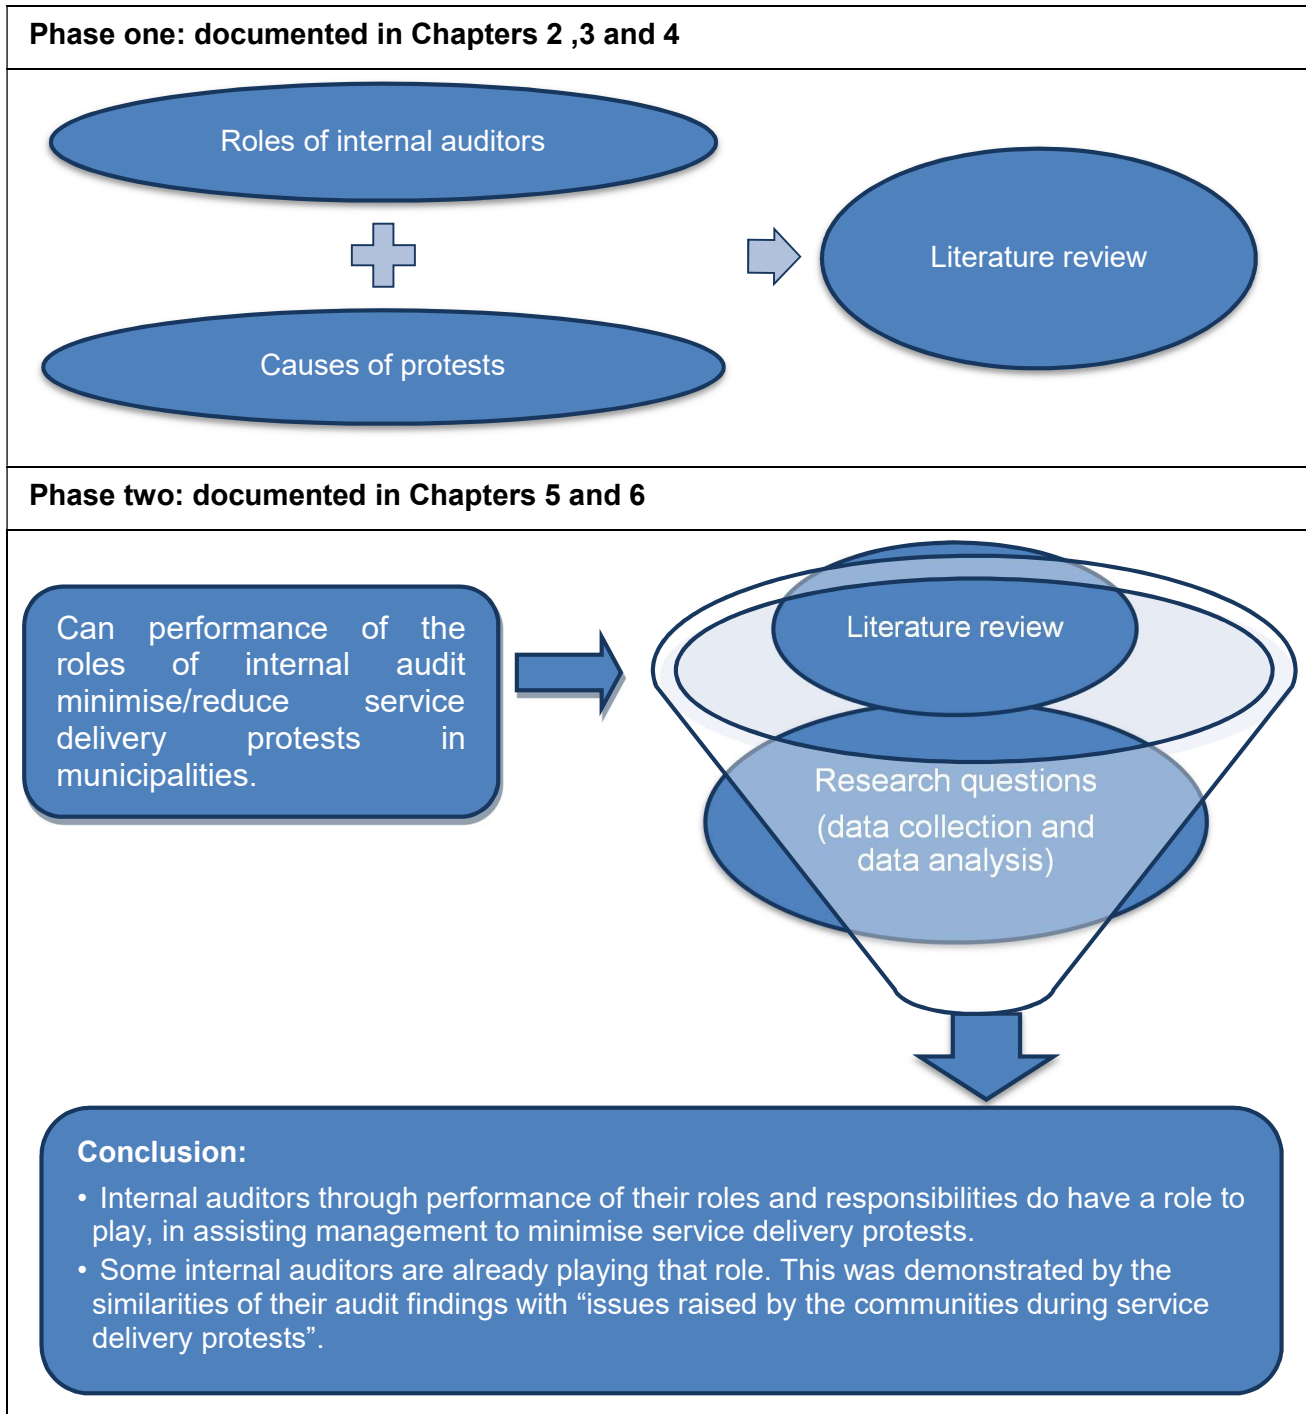 Phase one: documented in Chapters 2 ,3 and 4
Roles of internal auditors
Causes of protests
Literature review
Phase two: documented in Chapters 5 and 6
Can performance of the
roles of internal audit
minimise/reduce service
delivery protests in
municipalities.
Literature review
Research questions
(data collection and
data analysis)
Conclusion:
• Internal auditors through performance of their roles and responsibilities do have a role to
play, in assisting management to minimise service delivery protests.
• Some internal auditors are already playing that role. This was demonstrated by the
similarities of their audit findings with “issues raised by the communities during service
delivery protests”.